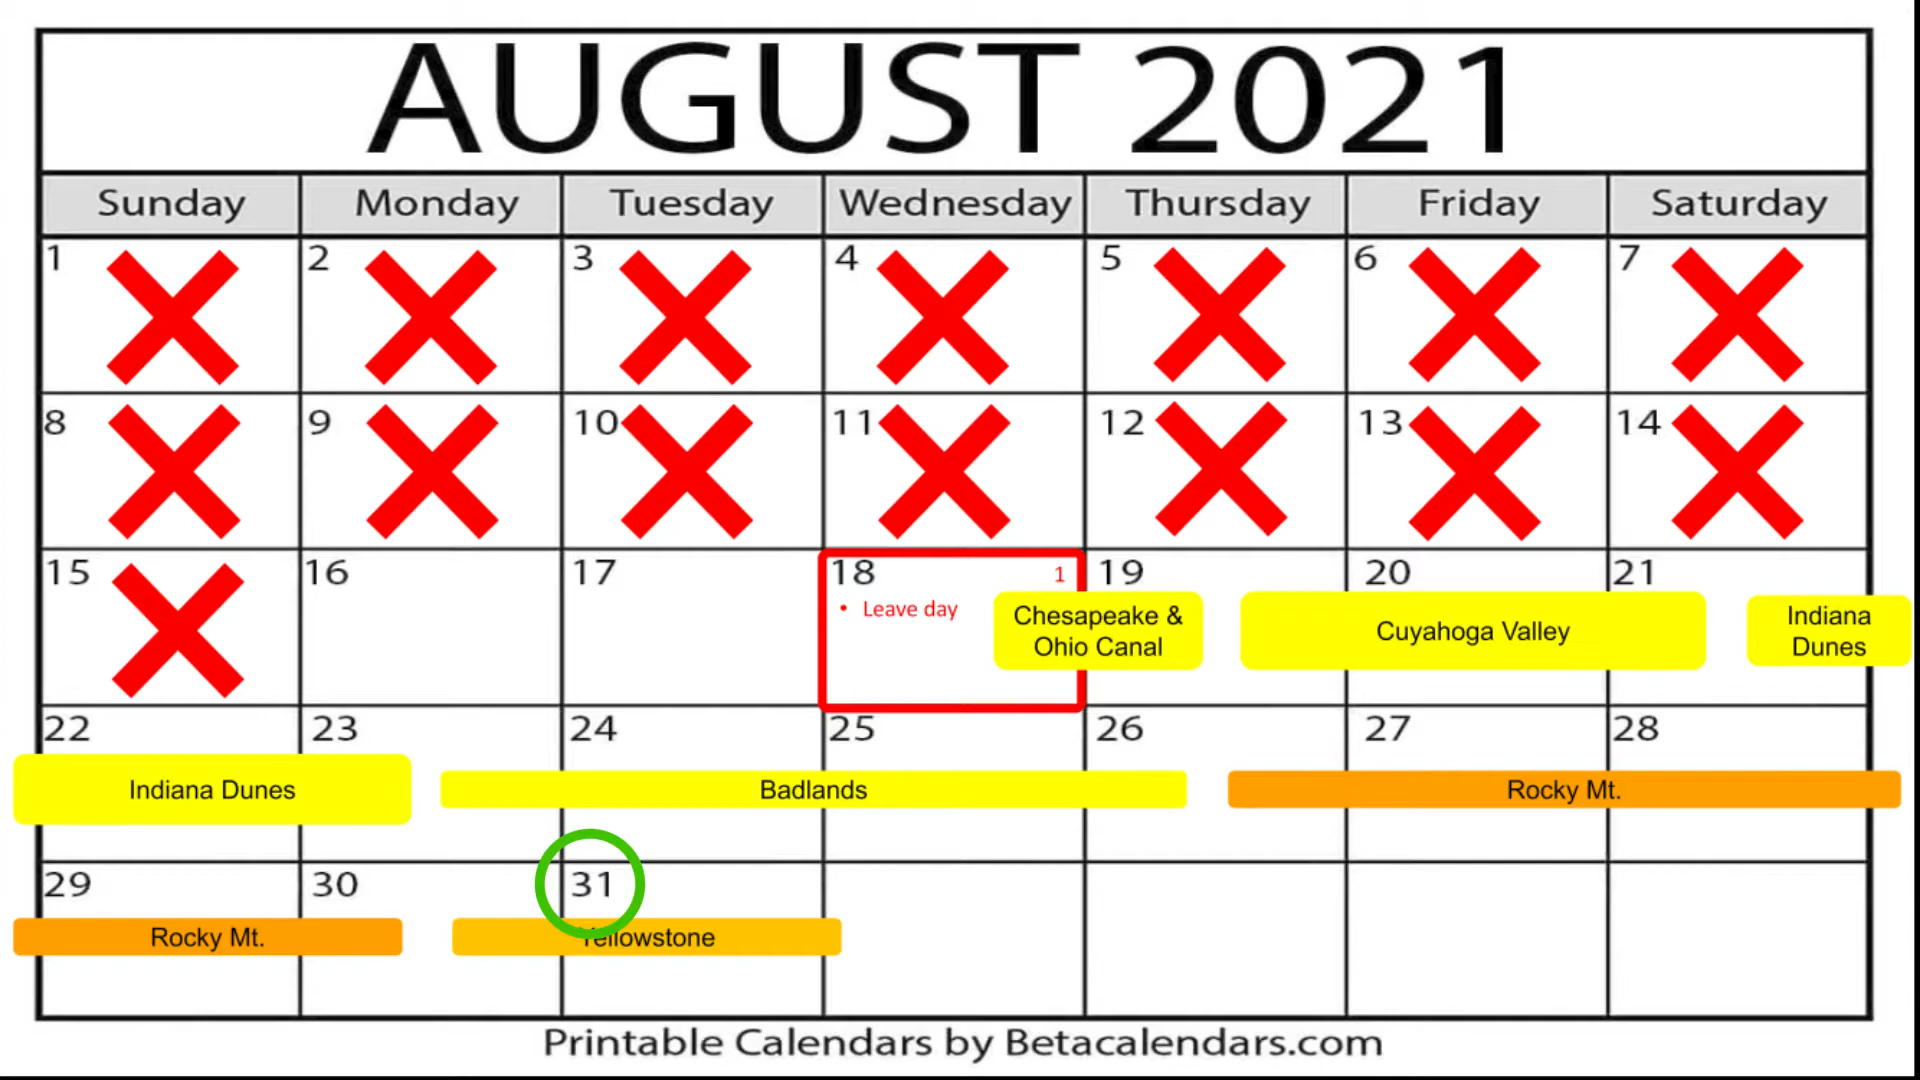 AUGUST 2021
Sunday Monday Tuesday Wednesday Thursday Friday Saturday
1 2 3 4 5 6 7
8 9 10 11 12 13 14
15 16 17 18 1 19 20 21
• Leave day
Chesapeake &
Ohio Canal
Cuyahoga Valley
Indiana
Dunes
22 23 24 25 26 27 28
Indiana Dunes Badlands Rocky Mt.
29 30 31
Rocky Mt. Yellowstone
Printable Calendars by Betacalendars.com